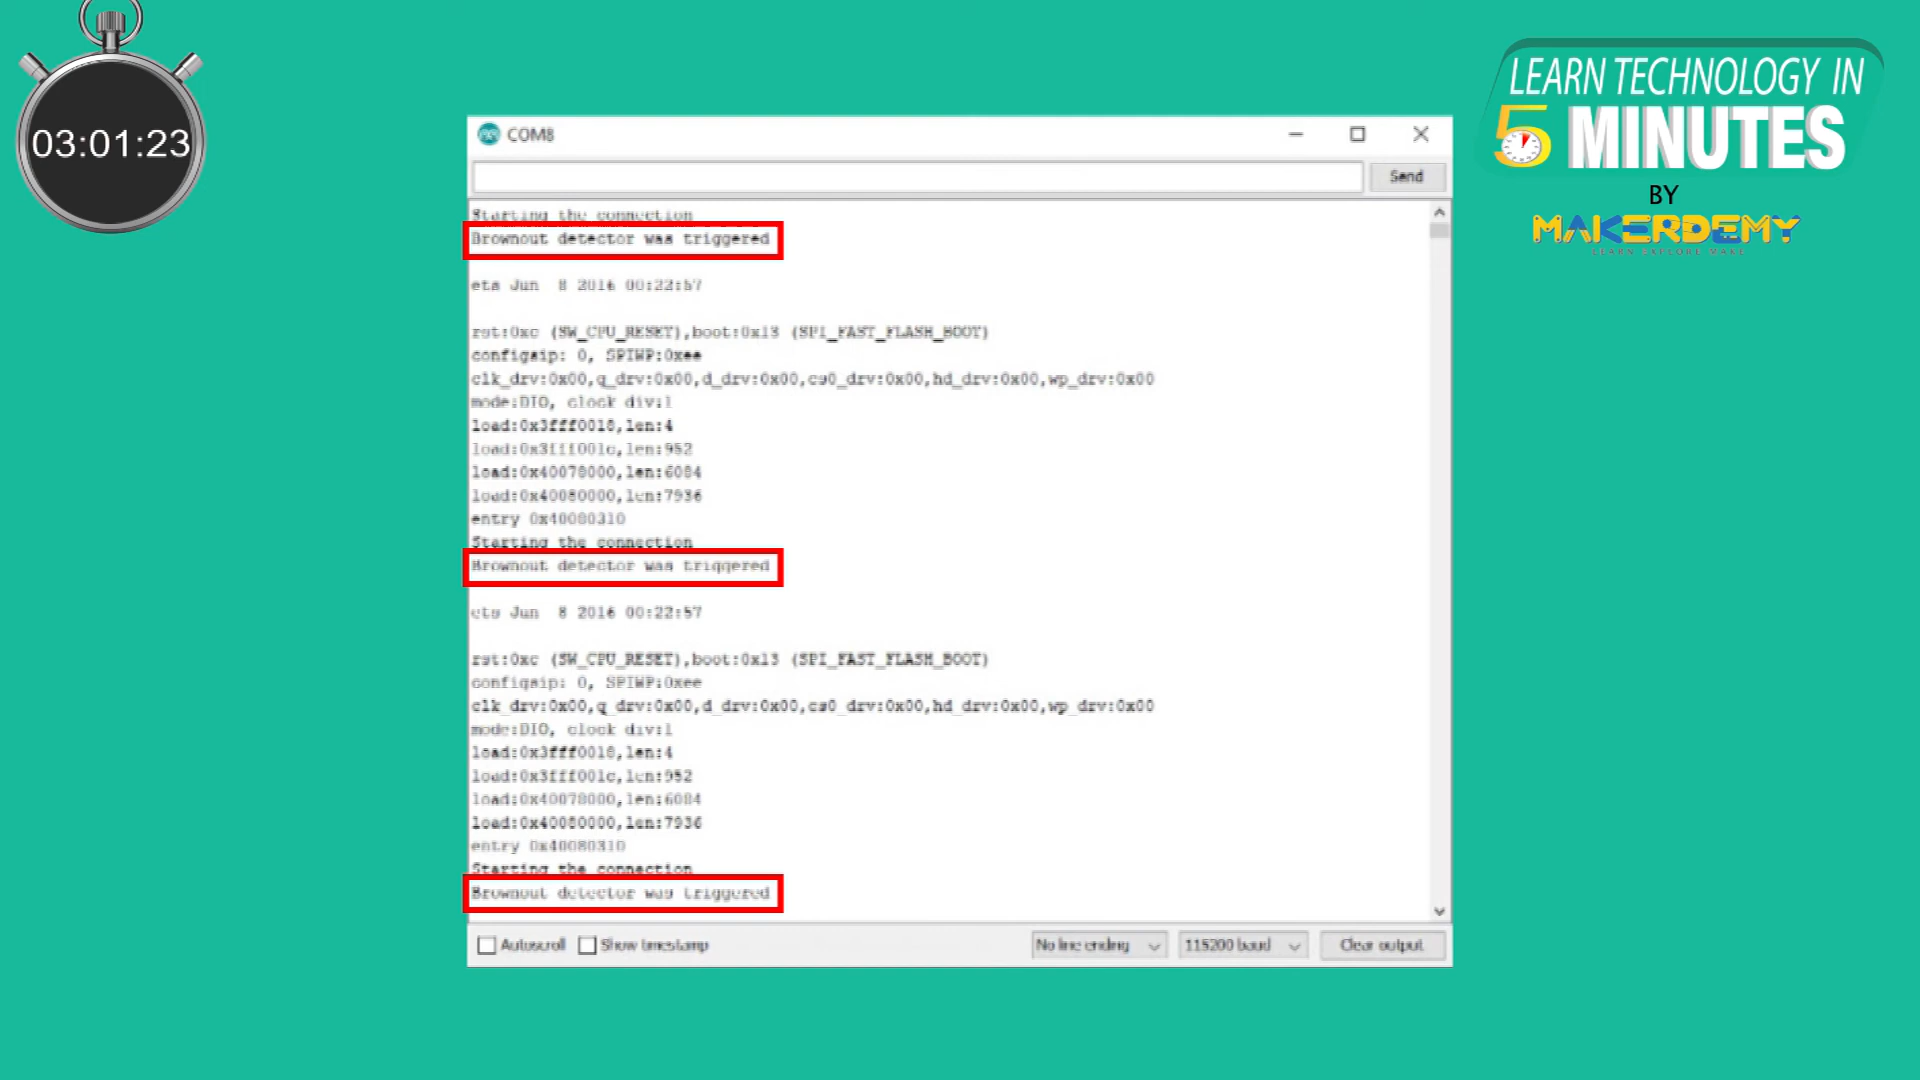 03:01:23
LEARN TECHNOLOGY IN
5 MINUTES
BY
MAKERDEMY
LEARN EXPLORE MAKE
COM8
Send
Starting the connection
Brownout detector was triggered
ets Jun  8 2016 00:22:57
rst:0xc (SW_CPU_RESET),boot:0x13 (SPI_FAST_FLASH_BOOT)
configsip: 0, SPIWP:0xee
clk_drv:0x00,q_drv:0x00,d_drv:0x00,cs0_drv:0x00,hd_drv:0x00,wp_drv:0x00
mode:DIO, clock div:1
load:0x3fff0018,len:4
load:0x3fff001c,len:952
load:0x40078000,len:6084
load:0x40080000,len:7936
entry 0x40080310
Starting the connection
Brownout detector was triggered
ets Jun  8 2016 00:22:57
rst:0xc (SW_CPU_RESET),boot:0x13 (SPI_FAST_FLASH_BOOT)
configsip: 0, SPIWP:0xee
clk_drv:0x00,q_drv:0x00,d_drv:0x00,cs0_drv:0x00,hd_drv:0x00,wp_drv:0x00
mode:DIO, clock div:1
load:0x3fff0018,len:4
load:0x3fff001c,len:952
load:0x40078000,len:6084
load:0x40080000,len:7936
entry 0x40080310
Starting the connection
Brownout detector was triggered
Autoscroll Show timestamp No line ending 115200 baud Clear output